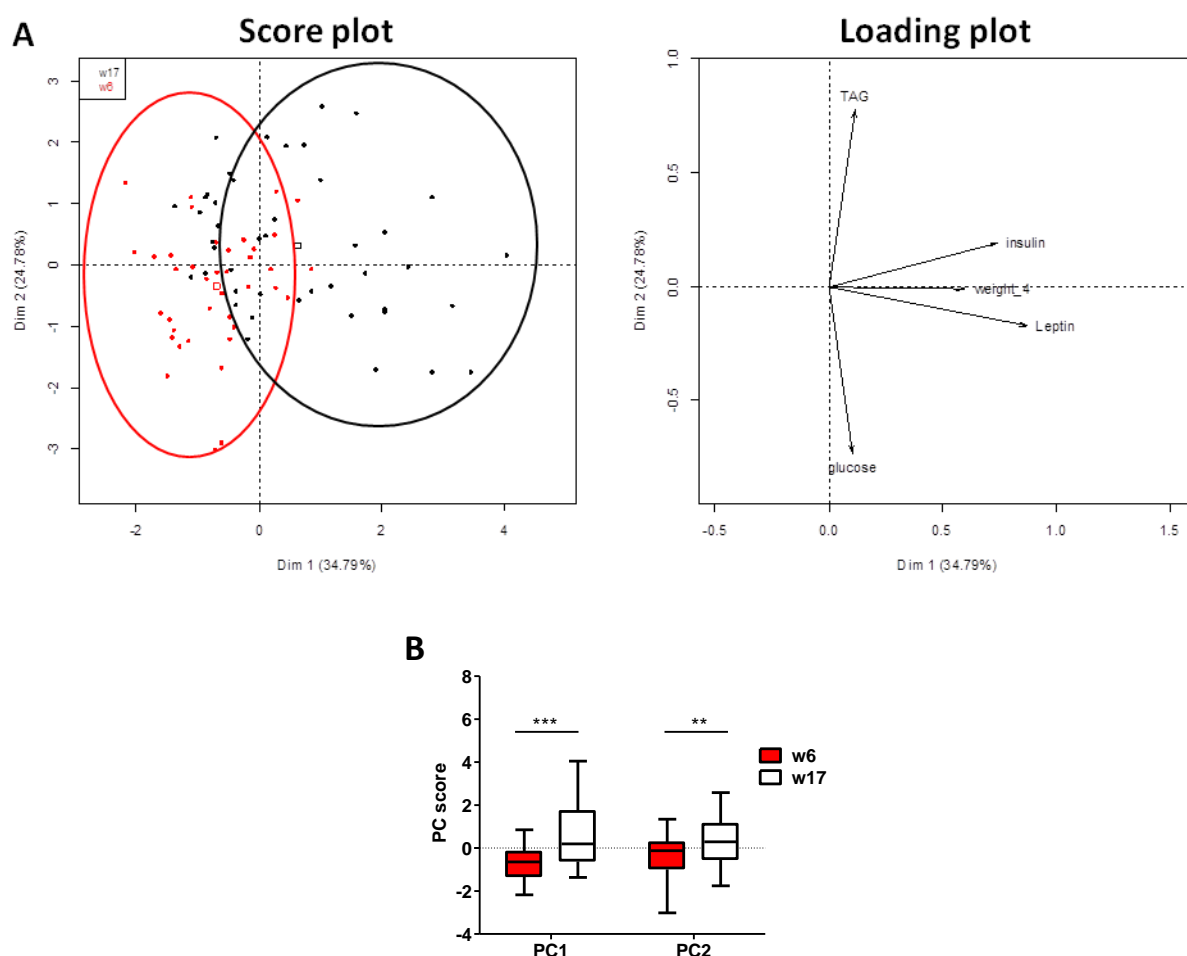 A
Score plot
Loading plot
w17
w6
3
2
1
0
-1
-2
-3
Dim 2 (24.78%)
-2
0
2
4
Dim 1 (34.79%)
1.0
0.5
0.0
-0.5
Dim 2 (24.78%)
TAG
insulin
weight_4
Leptin
glucose
-0.5
0.0
0.5
1.0
1.5
Dim 1 (34.79%)
B
8
6
4
2
0
-2
-4
PC score
***
**
w6
w17
PC1
PC2